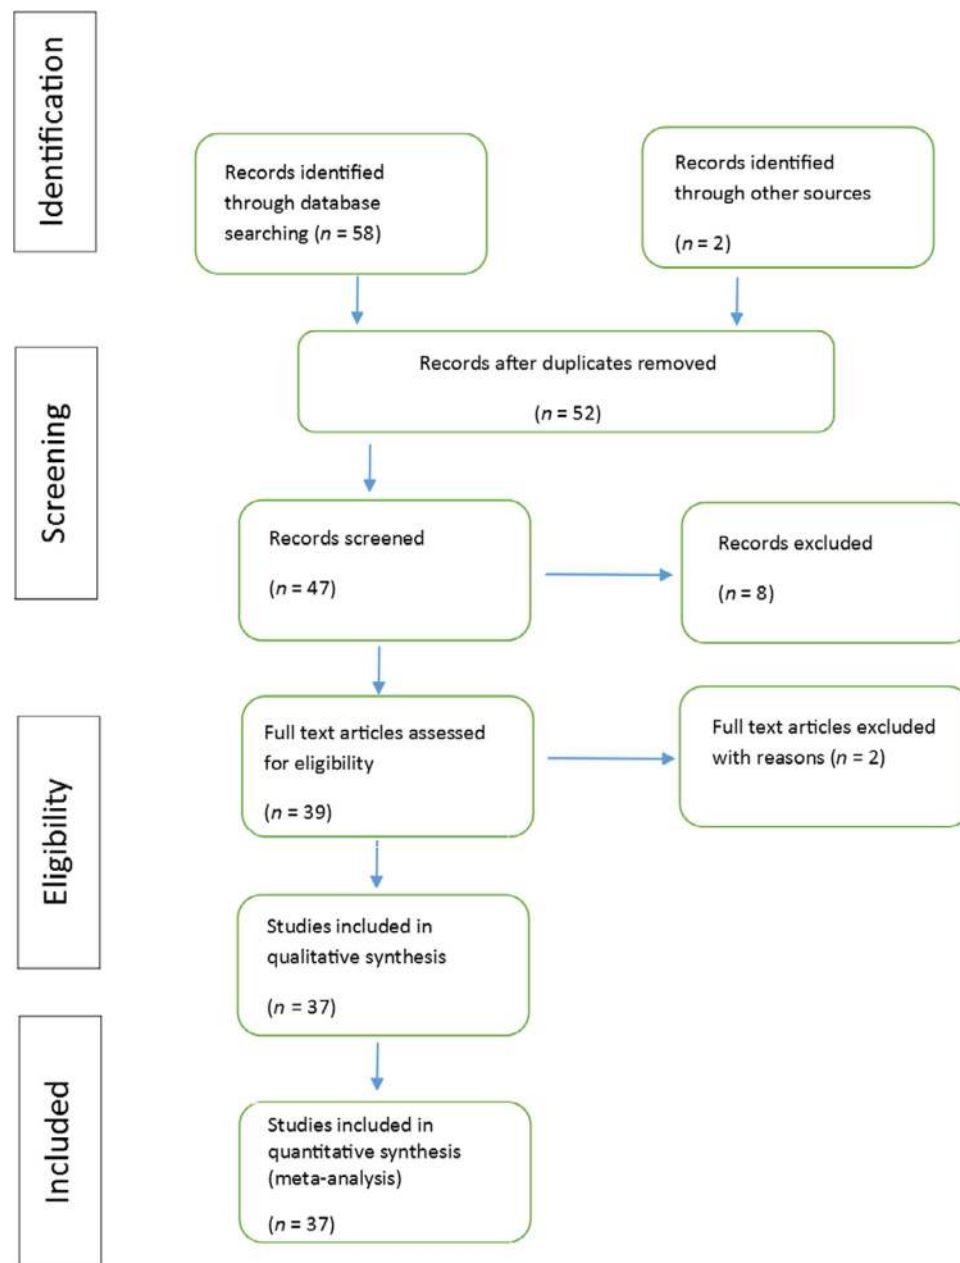 Identification
Records identified
through database
searching (n = 58)
Records identified
through other sources
(n = 2)
Screening
Records after duplicates removed
(n = 52)
Records screened
(n = 47)
Records excluded
(n = 8)
Eligibility
Full text articles assessed
for eligibility
(n = 39)
Full text articles excluded
with reasons (n = 2)
Studies included in
qualitative synthesis
(n = 37)
Included
Studies included in
quantitative synthesis
(meta-analysis)
(n = 37)